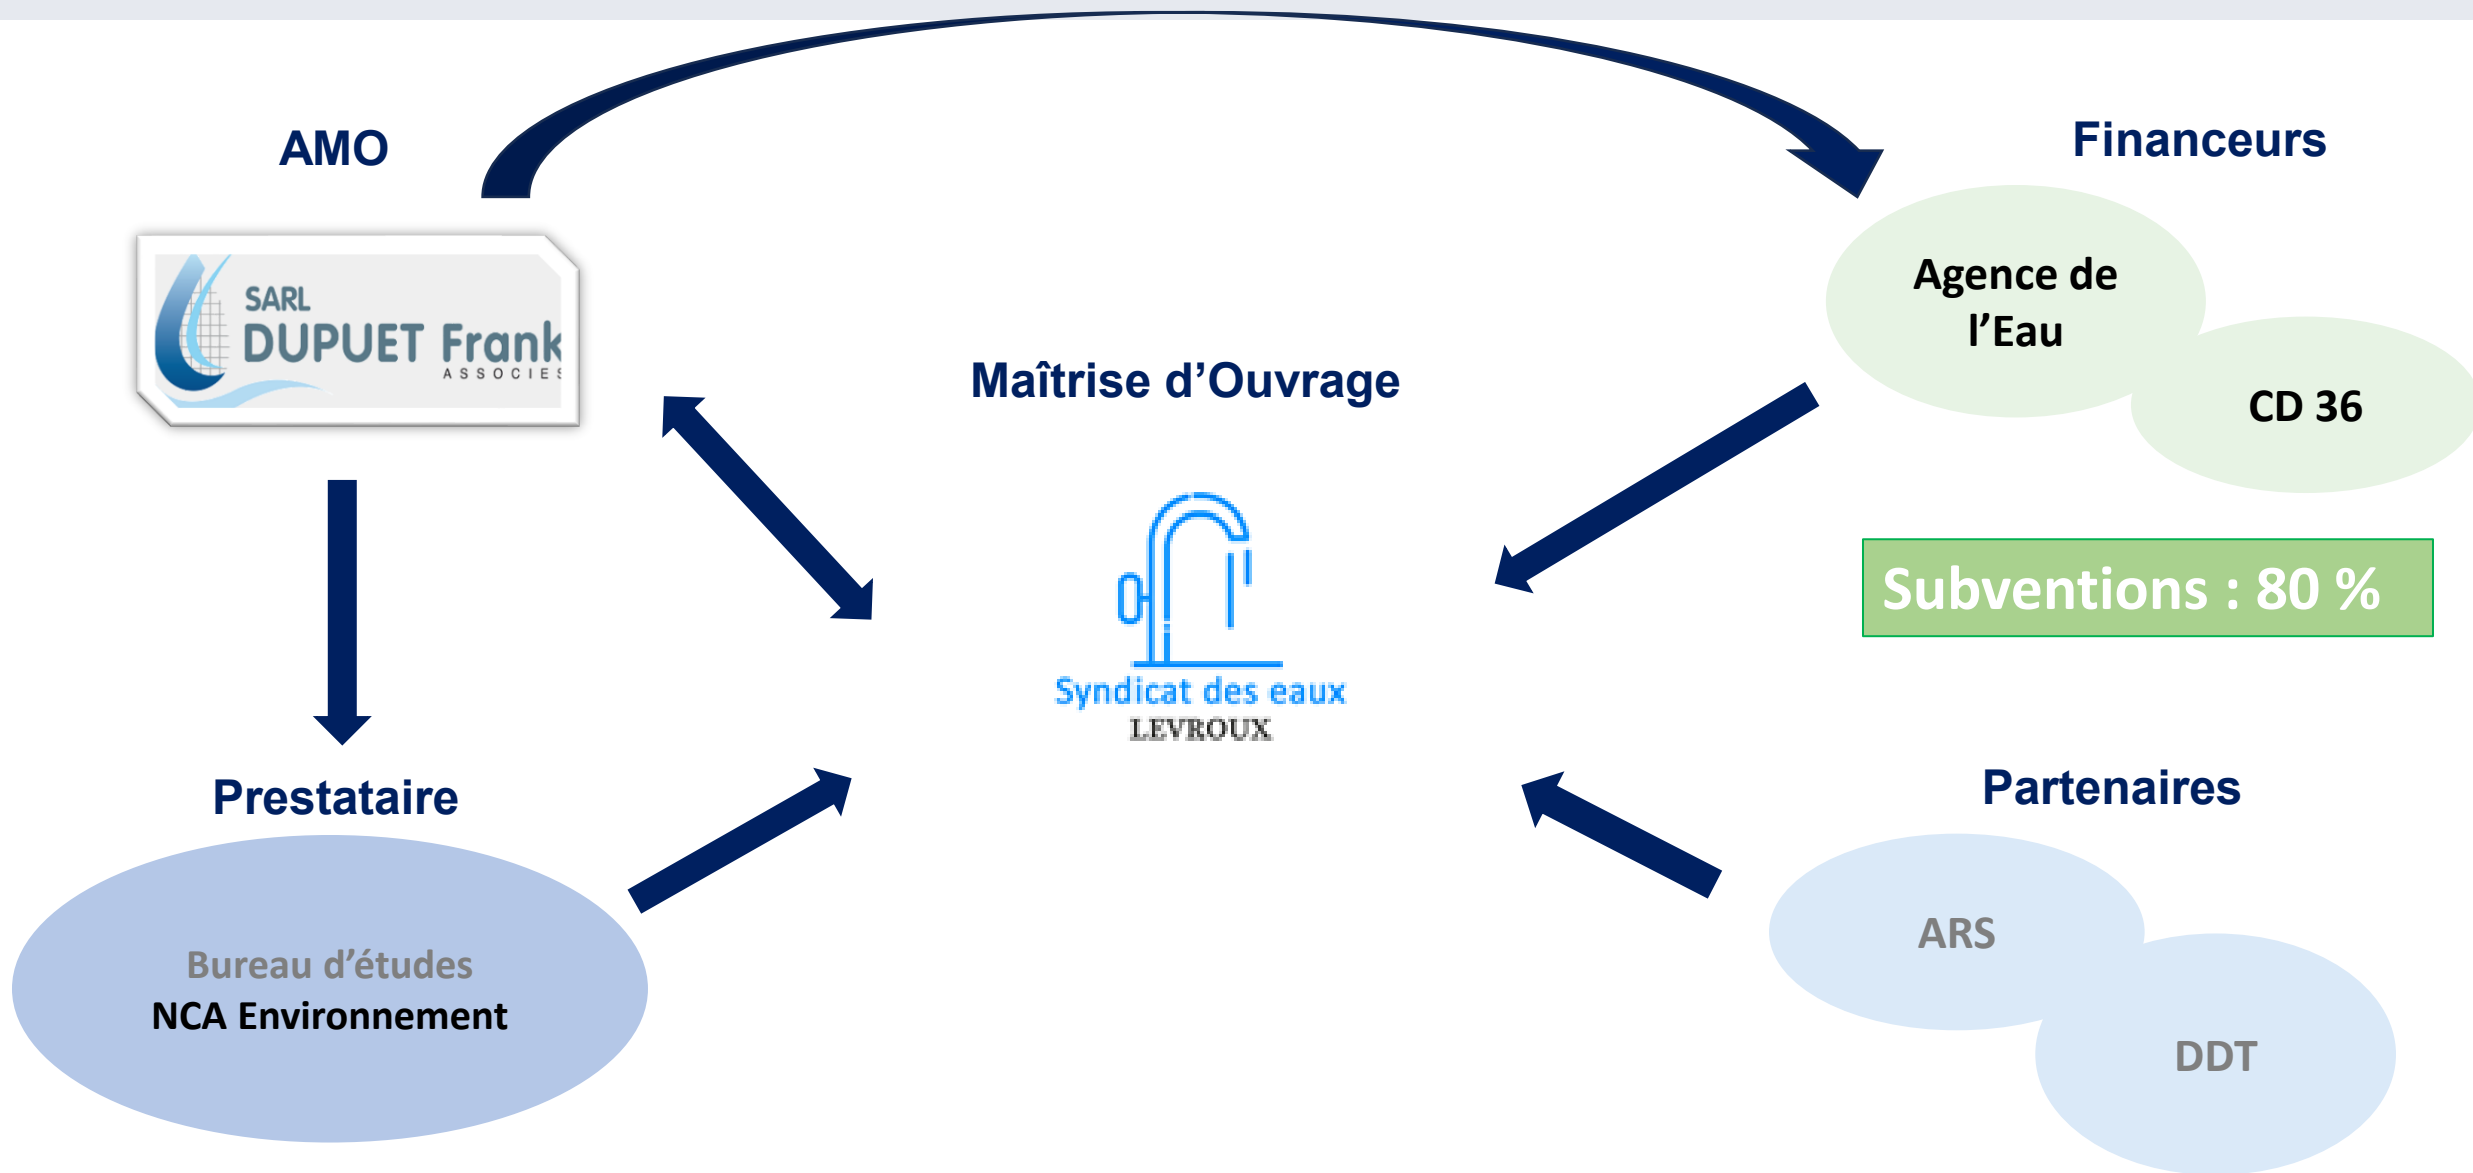 AMO
SARL
DUPUET Frank
ASSOCIES
Prestataire
Bureau d’études
NCA Environnement
Maîtrise d’Ouvrage
Syndicat des eaux
LEVROUX
Financeurs
Agence de
l’Eau
CD 36
Subventions : 80 %
Partenaires
ARS
DDT